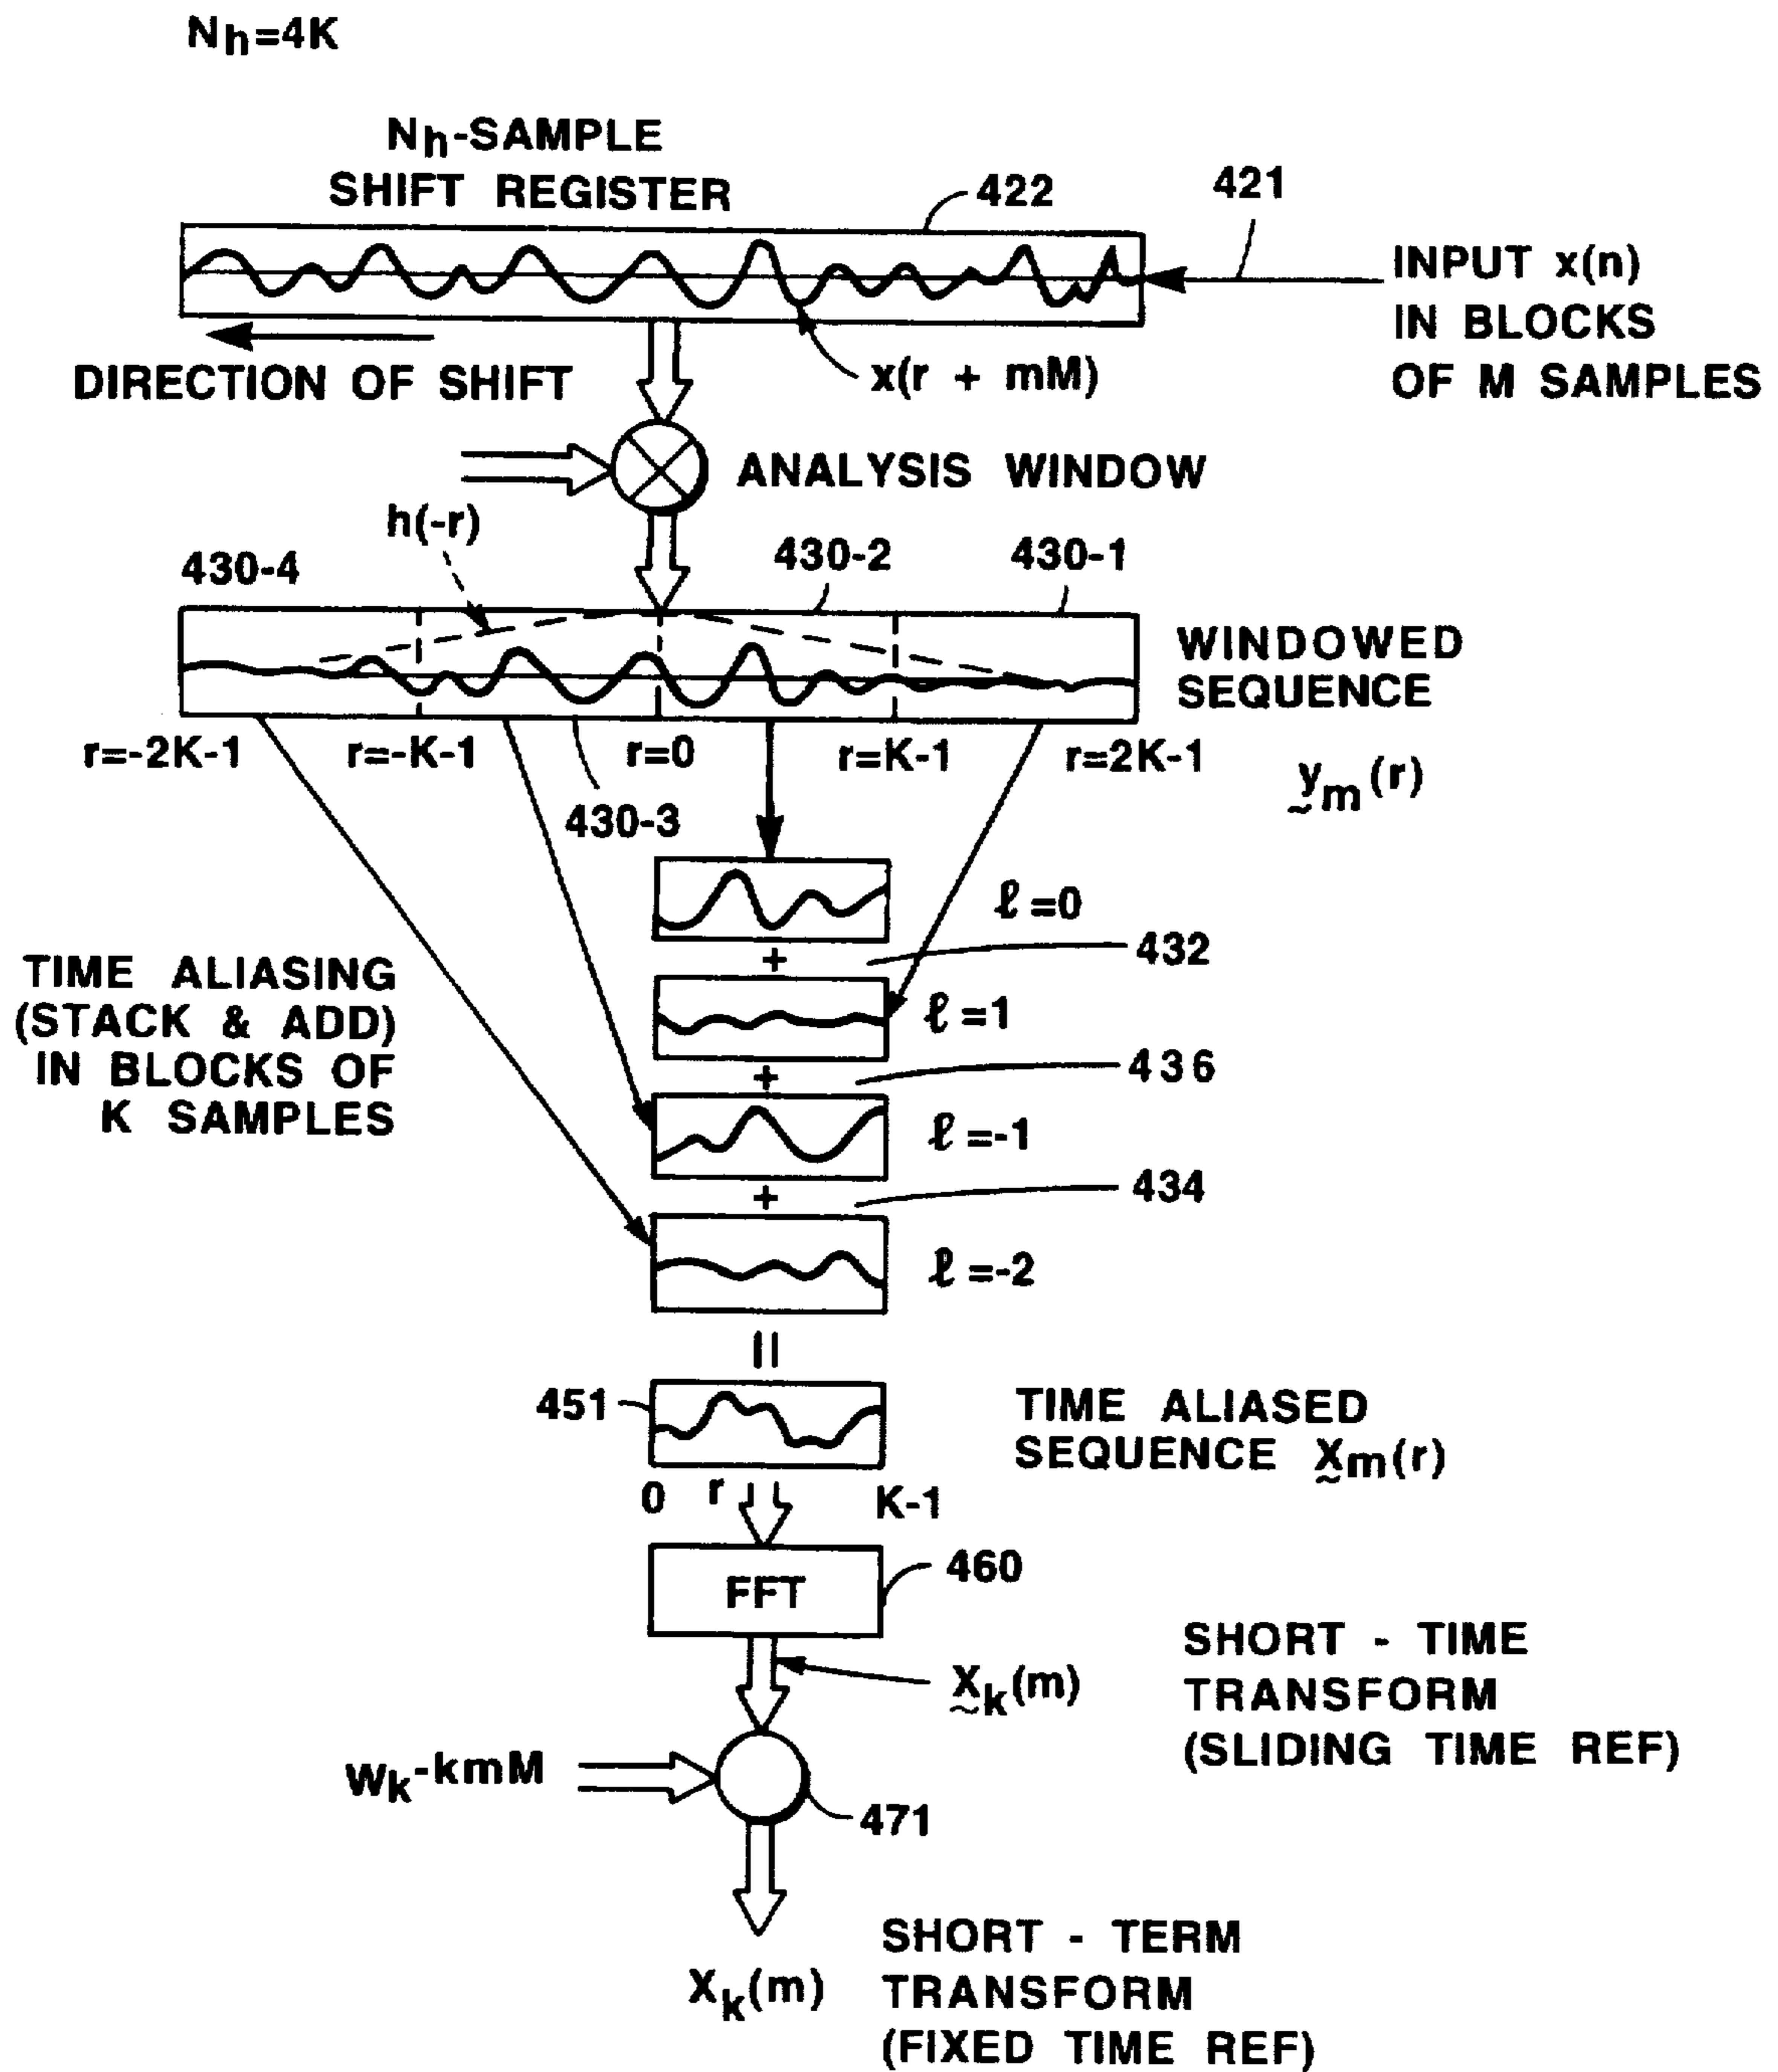 Nh=4K
Nh-SAMPLE
SHIFT REGISTER
422
421
INPUT x(n)
IN BLOCKS
OF M SAMPLES
DIRECTION OF SHIFT
x(r + mM)
ANALYSIS WINDOW
h(-r)
430-4
430-2
430-1
WINDOWED
SEQUENCE
r=-2K-1
r=-K-1
r=0
r=K-1
r=2K-1
y̰m(r)
430-3
ℓ=0
+
432
TIME ALIASING
(STACK & ADD)
IN BLOCKS OF
K SAMPLES
ℓ=1
+
436
ℓ=-1
+
434
ℓ=-2
=
451
TIME ALIASED
SEQUENCE X̰m(r)
0
r
K-1
FFT
460
X̰k(m)
SHORT - TIME
TRANSFORM
(SLIDING TIME REF)
Wk-kmM
471
Xk(m)
SHORT - TERM
TRANSFORM
(FIXED TIME REF)